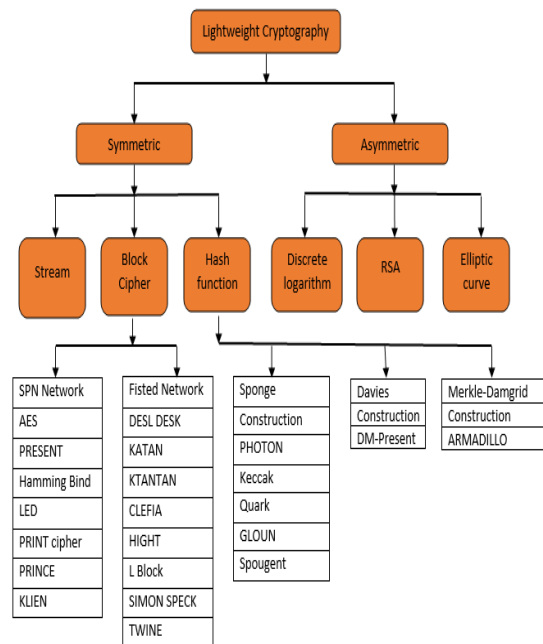 Lightweight Cryptography
Symmetric
Asymmetric
Stream
Block
Cipher
Hash
function
Discrete
logarithm
RSA
Elliptic
curve
SPN Network
AES
PRESENT
Hamming Bind
LED
PRINT cipher
PRINCE
KLIEN
Fisted Network
DESL DESK
KATAN
KTANTAN
CLEFIA
HIGHT
L Block
SIMON SPECK
TWINE
Sponge
Construction
PHOTON
Keccak
Quark
GLOUN
Spougent
Davies
Construction
DM-Present
Merkle-Damgrid
Construction
ARMADILLO